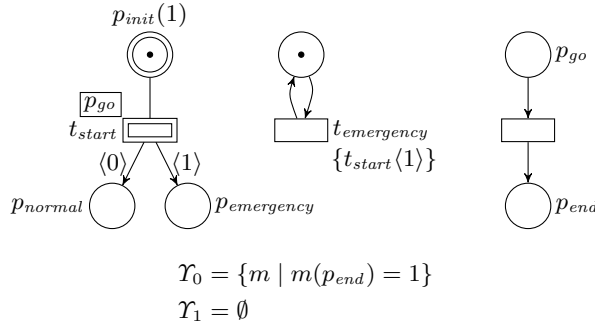 p_{init}(1)
p_{go}
p_{go}
t_{start}
t_{emergency}
⟨0⟩ ⟨1⟩
{t_{start}⟨1⟩}
p_{normal}
p_{emergency}
p_{end}
ϒ_0 = {m | m(p_{end}) = 1}
ϒ_1 = ∅